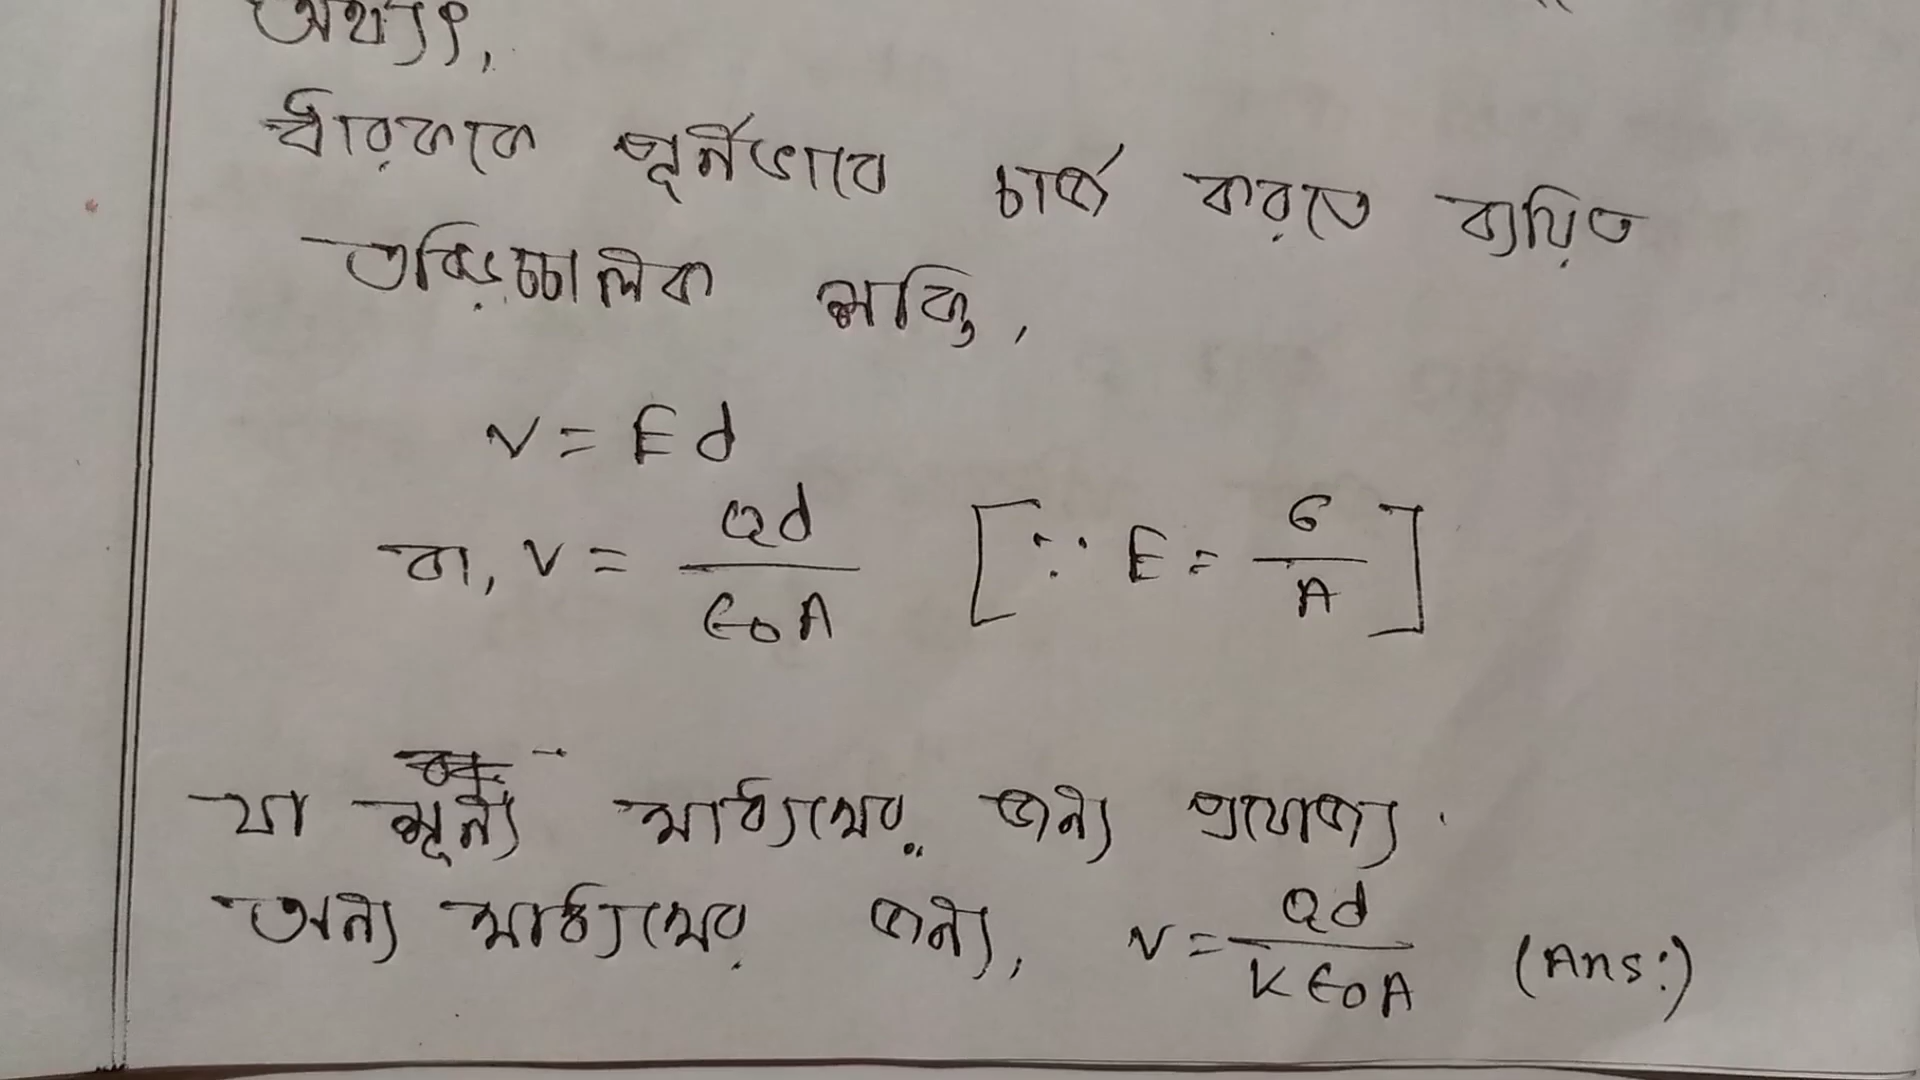 অর্থ্যাৎ,
ধারককে পূর্নভাবে চার্জ করতে ব্যয়িত
তড়িচ্চালক শক্তি,
V = Ed
বা, V = Qd/ϵ₀A [∵ E = σ/A]
যা শূন্য মাধ্যমের জন্য প্রযোজ্য.
অন্য মাধ্যমের জন্য, V = Qd/Kϵ₀A (Ans:)